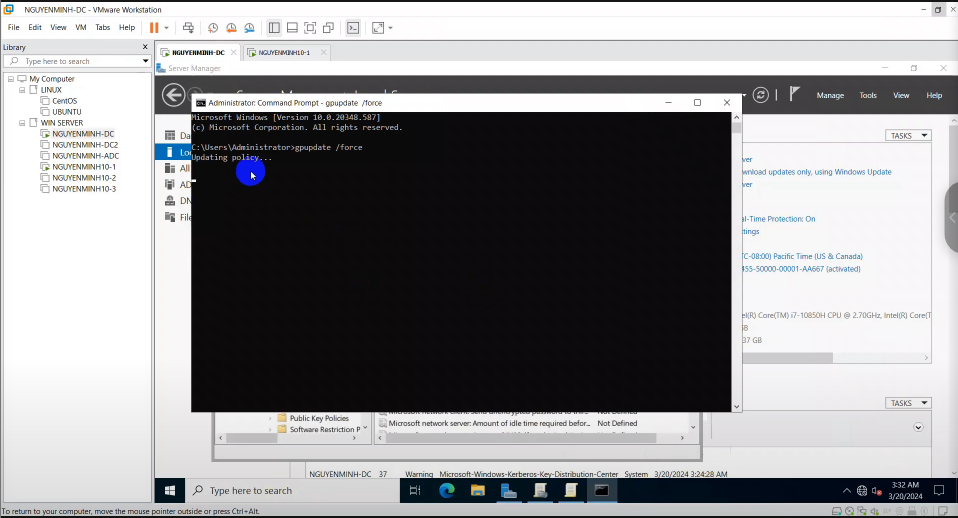 NGUYENMINH-DC - VMware Workstation
File Edit View VM Tabs Help
Library
Type here to search
My Computer
LINUX
CentOS
UBUNTU
WIN SERVER
NGUYENMINH-DC
NGUYENMINH-DC2
NGUYENMINH-ADC
NGUYENMINH10-1
NGUYENMINH10-2
NGUYENMINH10-3
NGUYENMINH-DC NGUYENMINH10-1
Server Manager
Manage Tools View Help
Administrator: Command Prompt - gpupdate /force
Microsoft Windows [Version 10.0.20348.587]
(c) Microsoft Corporation. All rights reserved.
C:\Users\Administrator>gpupdate /force
Updating policy...
Da
Lo
All
AD
DN
File
TASKS
ver
wnload updates only, using Windows Update
ver
al-Time Protection: On
ttings
TC-08:00) Pacific Time (US & Canada)
455-50000-00001-AA667 (activated)
el(R) Core(TM) i7-10850H CPU @ 2.70GHz, Intel(R) Core(T
GB
37 GB
TASKS
Public Key Policies
Software Restriction P
Microsoft network server: Amount of idle time required befor... Not Defined
NGUYENMINH-DC 37 Warning Microsoft-Windows-Kerberos-Key-Distribution-Center System 3/20/2024 3:24:28 AM
Type here to search
3:32 AM
3/20/2024
To return to your computer, move the mouse pointer outside or press Ctrl+Alt.